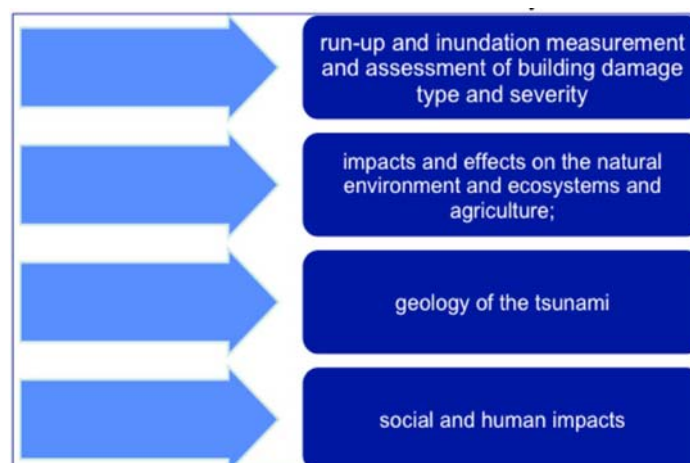 run-up and inundation measurement
and assessment of building damage
type and severity
impacts and effects on the natural
environment and ecosystems and
agriculture;
geology of the tsunami
social and human impacts